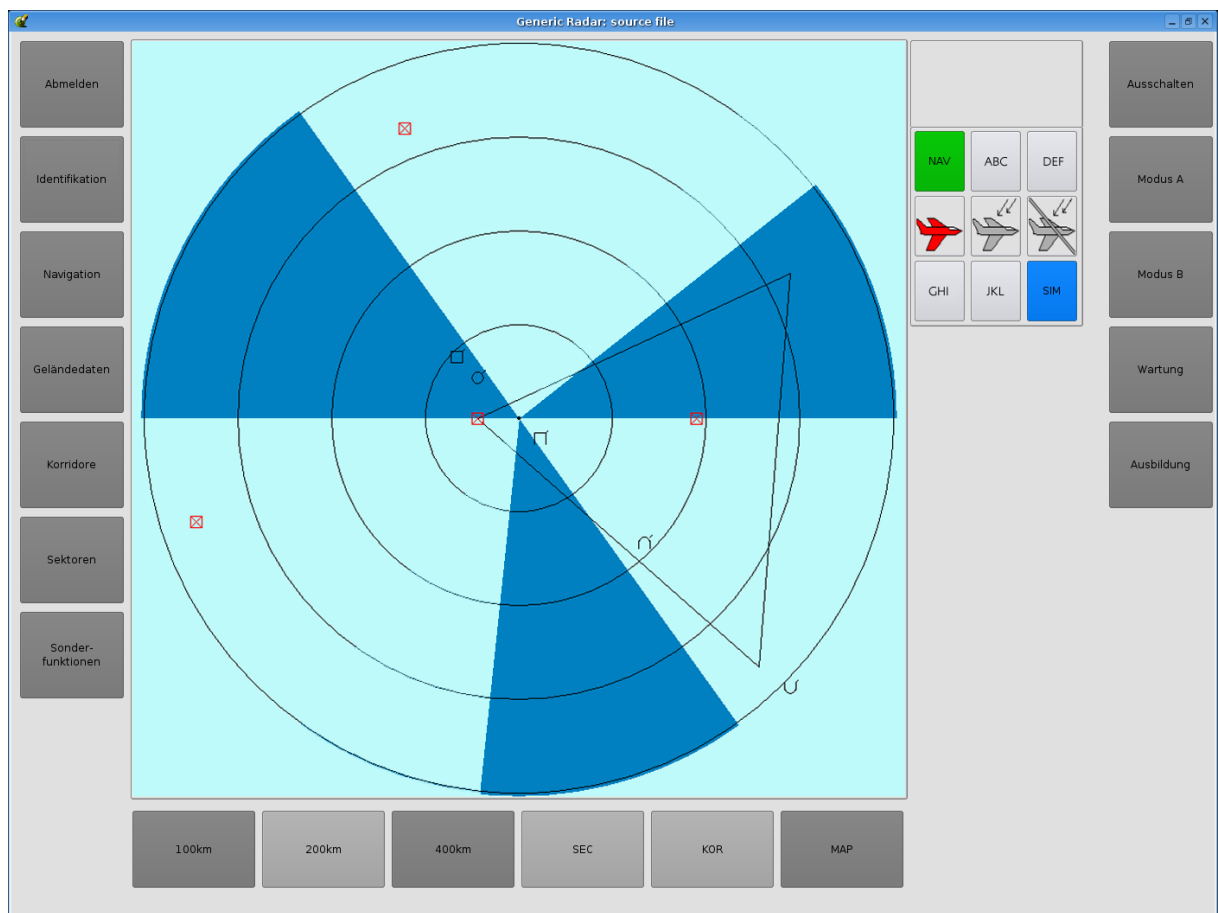 Generic Radar: source file
Abmelden
Identifikation
Navigation
Geländedaten
Korridore
Sektoren
Sonder-
funktionen
NAV
ABC
DEF
GHI
JKL
SIM
Ausschalten
Modus A
Modus B
Wartung
Ausbildung
100km
200km
400km
SEC
KOR
MAP